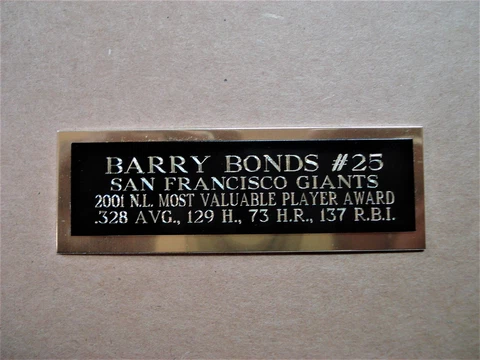 BARRY BONDS #25
SAN FRANCISCO GIANTS
2001 N.L. MOST VALUABLE PLAYER AWARD
.328 AVG., 129 H., 73 H.R., 137 R.B.I.